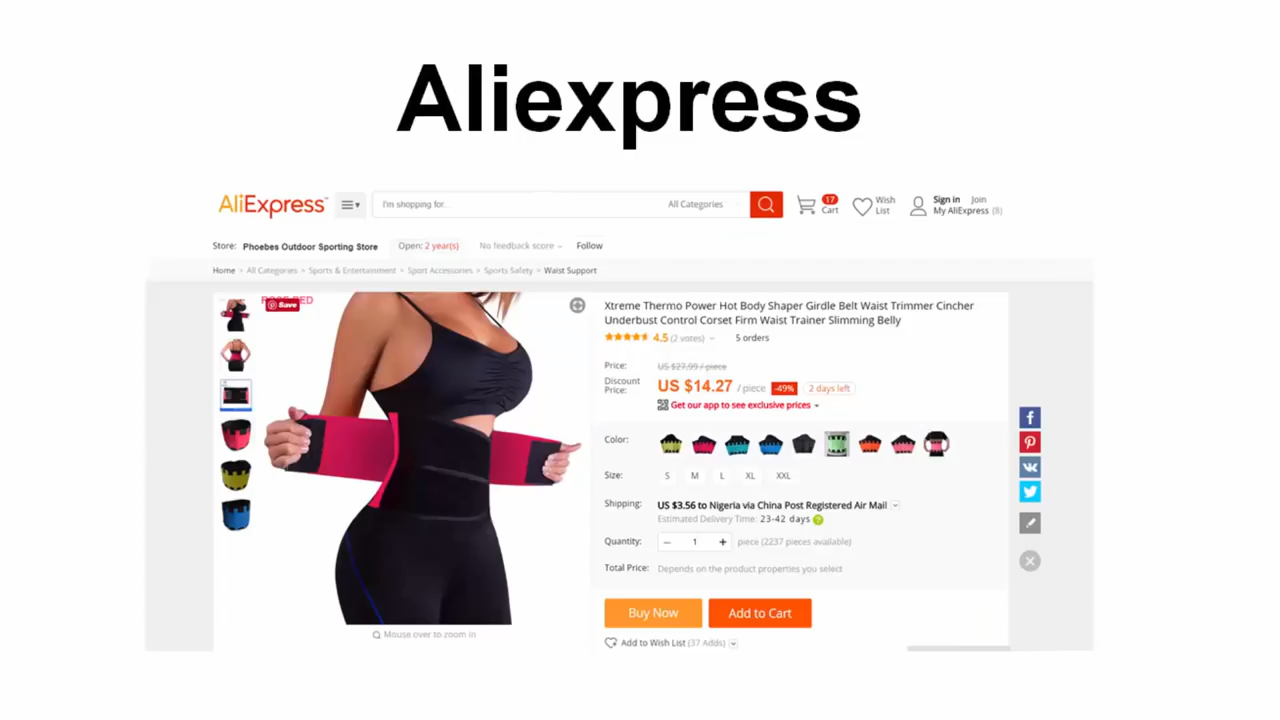 Aliexpress
AliExpress™
I'm shopping for...
All Categories
17
Cart
Wish
List
Sign in Join
My AliExpress (8)
Store: Phoebes Outdoor Sporting Store
Open: 2 year(s)
No feedback score
Follow
Home > All Categories > Sports & Entertainment > Sport Accessories > Sports Safety > Waist Support
Save
Xtreme Thermo Power Hot Body Shaper Girdle Belt Waist Trimmer Cincher
Underbust Control Corset Firm Waist Trainer Slimming Belly
4.5 (2 votes)
5 orders
Price: US $27.99 / piece
Discount
Price:
US $14.27 / piece
-49%
2 days left
Get our app to see exclusive prices
Color:
Size: S M L XL XXL
Shipping: US $3.56 to Nigeria via China Post Registered Air Mail
Estimated Delivery Time: 23-42 days ?
Quantity: – 1 + piece (2237 pieces available)
Total Price: Depends on the product properties you select
Buy Now
Add to Cart
Mouse over to zoom in
Add to Wish List (37 Adds)